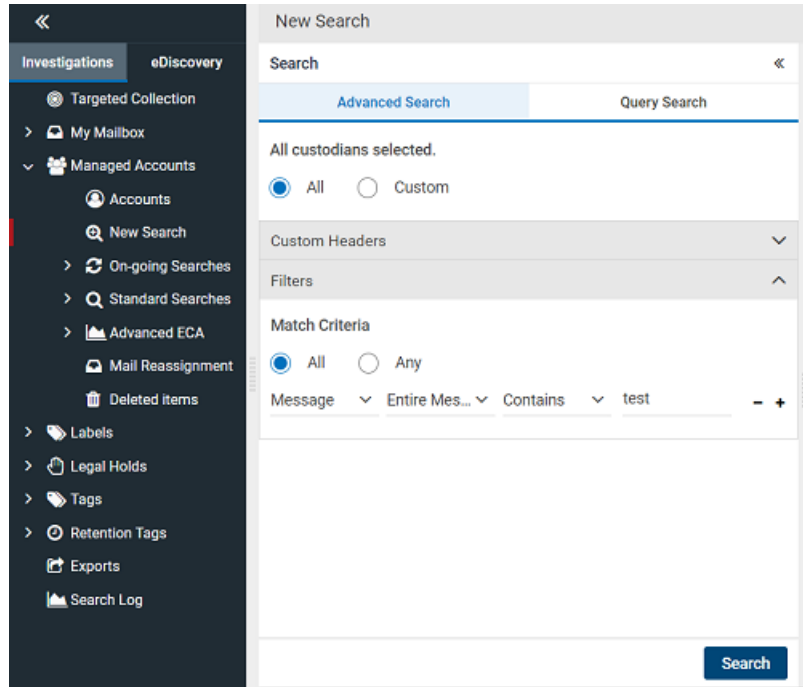 Investigations
eDiscovery
Targeted Collection
My Mailbox
Managed Accounts
Accounts
New Search
On-going Searches
Standard Searches
Advanced ECA
Mail Reassignment
Deleted items
Labels
Legal Holds
Tags
Retention Tags
Exports
Search Log
New Search
Search
Advanced Search
Query Search
All custodians selected.
All
Custom
Custom Headers
Filters
Match Criteria
All
Any
Message
Entire Mes...
Contains
test
Search